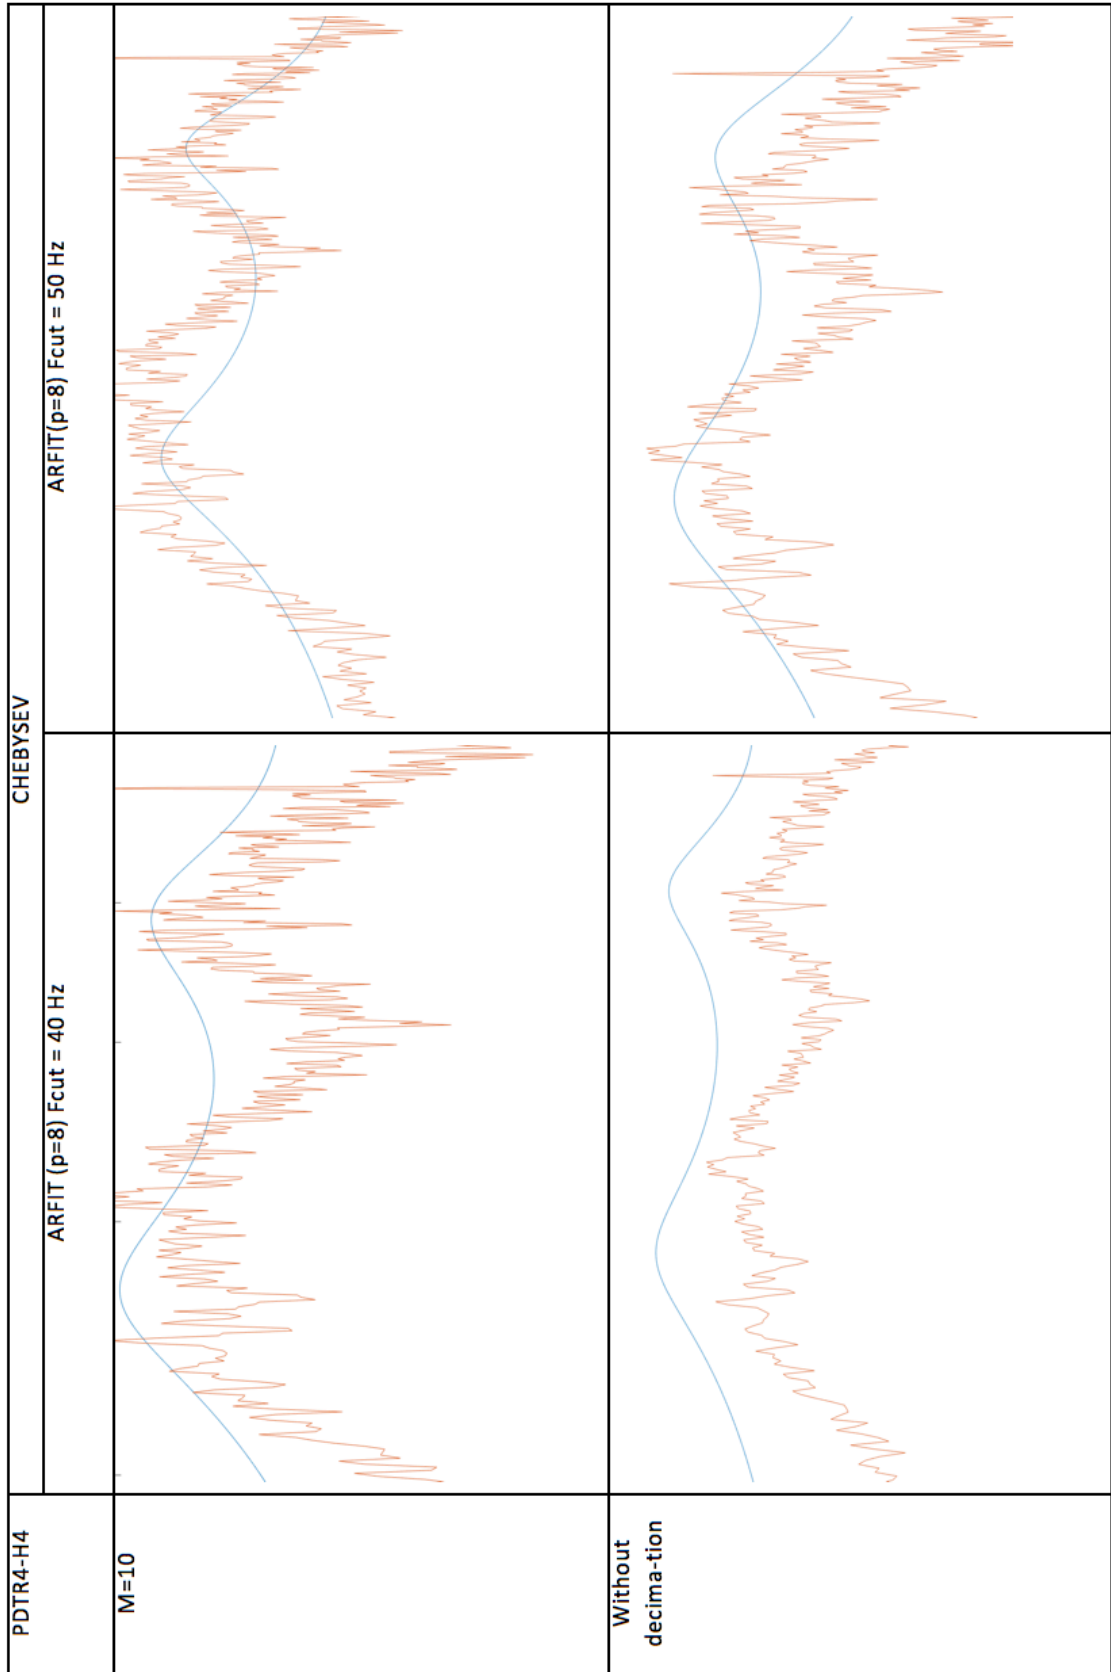 PDTR4-H4
CHEBYSEV
ARFIT (p=8) Fcut = 40 Hz
ARFIT(p=8) Fcut = 50 Hz
M=10
Without
decima-tion